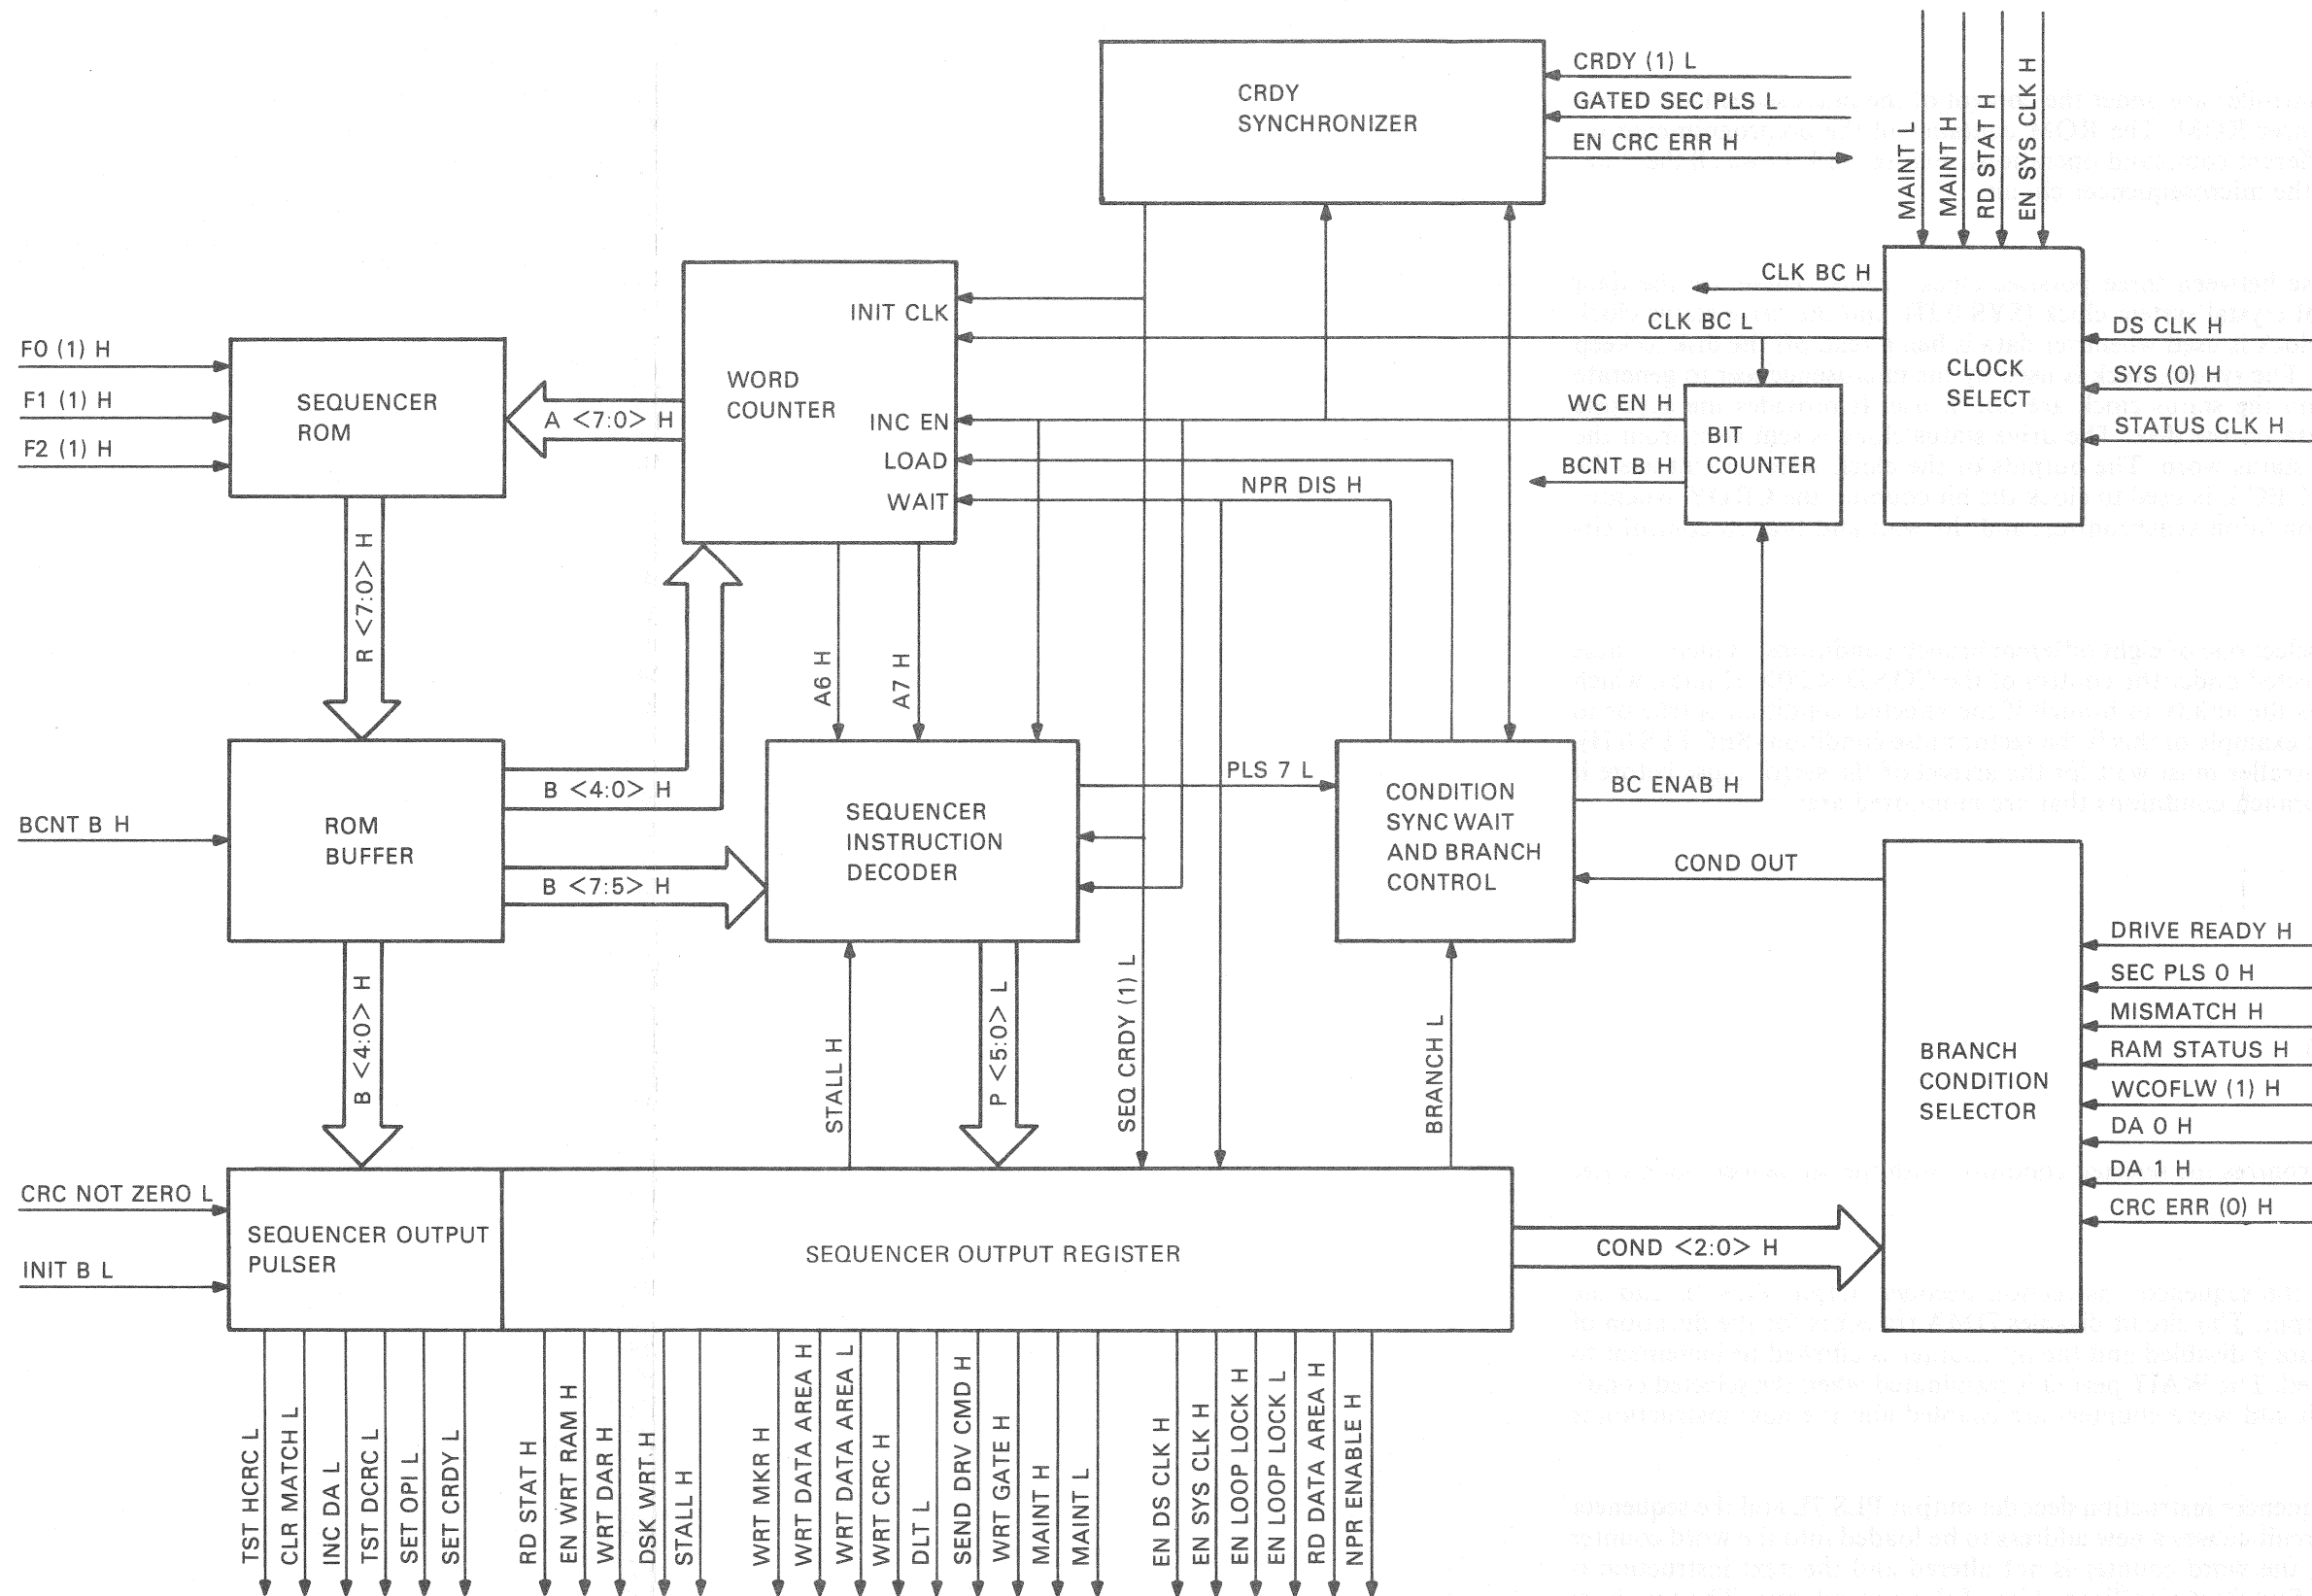 CRDY
SYNCHRONIZER
CRDY (1) L
GATED SEC PLS L
EN CRC ERR H
MAINT L
MAINT H
RD STAT H
EN SYS CLK H
CLK BC H
CLK BC L
CLOCK
SELECT
DS CLK H
SYS (0) H
STATUS CLK H
INIT CLK
WORD
COUNTER
INC EN
LOAD
WAIT
NPR DIS H
WC EN H
BCNT B H
BIT
COUNTER
F0 (1) H
F1 (1) H
F2 (1) H
SEQUENCER
ROM
A <7:0> H
R <7:0> H
A6 H
A7 H
BCNT B H
ROM
BUFFER
B <4:0> H
B <7:5> H
SEQUENCER
INSTRUCTION
DECODER
PLS 7 L
CONDITION
SYNC WAIT
AND BRANCH
CONTROL
BC ENAB H
COND OUT
BRANCH
CONDITION
SELECTOR
DRIVE READY H
SEC PLS 0 H
MISMATCH H
RAM STATUS H
WCOFLW (1) H
DA 0 H
DA 1 H
CRC ERR (0) H
B <4:0> H
STALL H
P <5:0> L
SEQ CRDY (1) L
BRANCH L
CRC NOT ZERO L
INIT B L
SEQUENCER OUTPUT
PULSER
SEQUENCER OUTPUT REGISTER
COND <2:0> H
TST HCRC L
CLR MATCH L
INC DA L
TST DCRC L
SET OPI L
SET CRDY L
RD STAT H
EN WRT RAM H
WRT DAR H
DSK WRT H
STALL H
WRT MKR H
WRT DATA AREA H
WRT DATA AREA L
WRT CRC H
DLT L
SEND DRV CMD H
WRT GATE H
MAINT H
MAINT L
EN DS CLK H
EN SYS CLK H
EN LOOP LOCK H
EN LOOP LOCK L
RD DATA AREA H
NPR ENABLE H